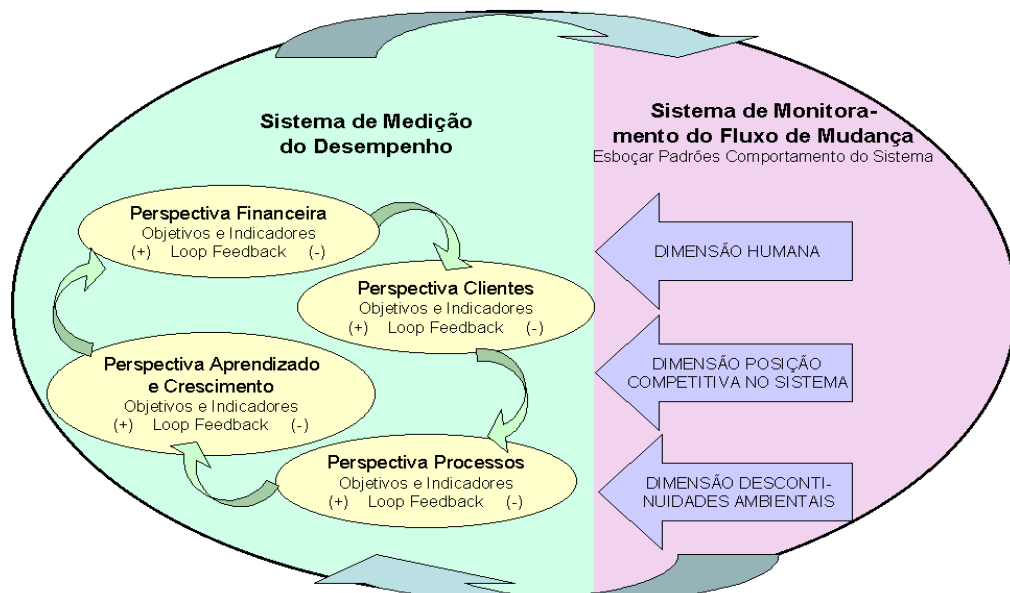 Sistema de Medição
do Desempenho
Sistema de Monitora-
mento do Fluxo de Mudança
Esboçar Padrões Comportamento do Sistema
Perspectiva Financeira
Objetivos e Indicadores
(+) Loop Feedback (-)
Perspectiva Clientes
Objetivos e Indicadores
(+) Loop Feedback (-)
Perspectiva Aprendizado
e Crescimento
Objetivos e Indicadores
(+) Loop Feedback (-)
Perspectiva Processos
Objetivos e Indicadores
(+) Loop Feedback (-)
DIMENSÃO HUMANA
DIMENSÃO POSIÇÃO
COMPETITIVA NO SISTEMA
DIMENSÃO DESCONTI-
NUIDADES AMBIENTAIS